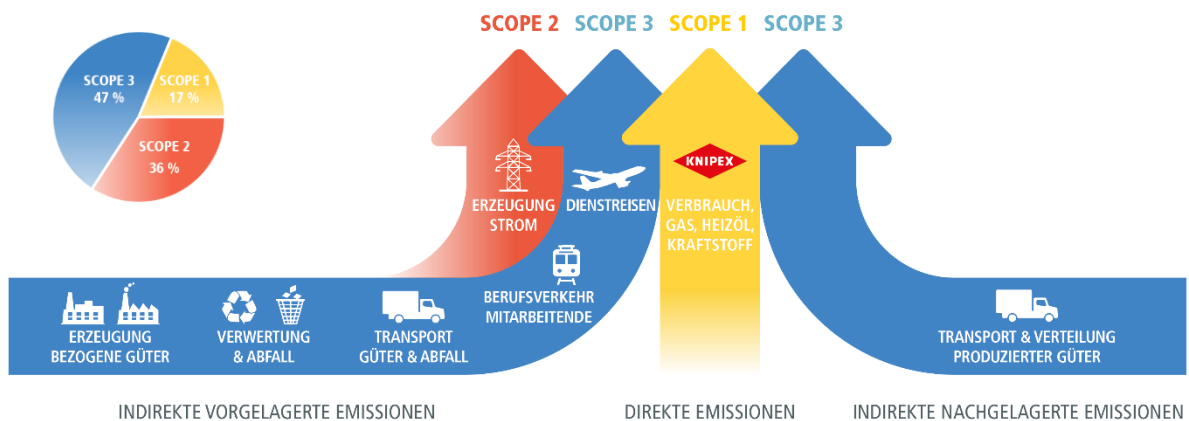 SCOPE 2
SCOPE 3
SCOPE 1
SCOPE 3
SCOPE 3
47 %
SCOPE 1
17 %
SCOPE 2
36 %
KNIPEX
ERZEUGUNG
STROM
DIENSTREISEN
VERBRAUCH,
GAS, HEIZÖL,
KRAFTSTOFF
BERUFSVERKEHR
MITARBEITENDE
ERZEUGUNG
BEZOGENE GÜTER
VERWERTUNG
& ABFALL
TRANSPORT
GÜTER & ABFALL
TRANSPORT & VERTEILUNG
PRODUZIERTER GÜTER
INDIREKTE VORGELAGERTE EMISSIONEN
DIREKTE EMISSIONEN
INDIREKTE NACHGELAGERTE EMISSIONEN